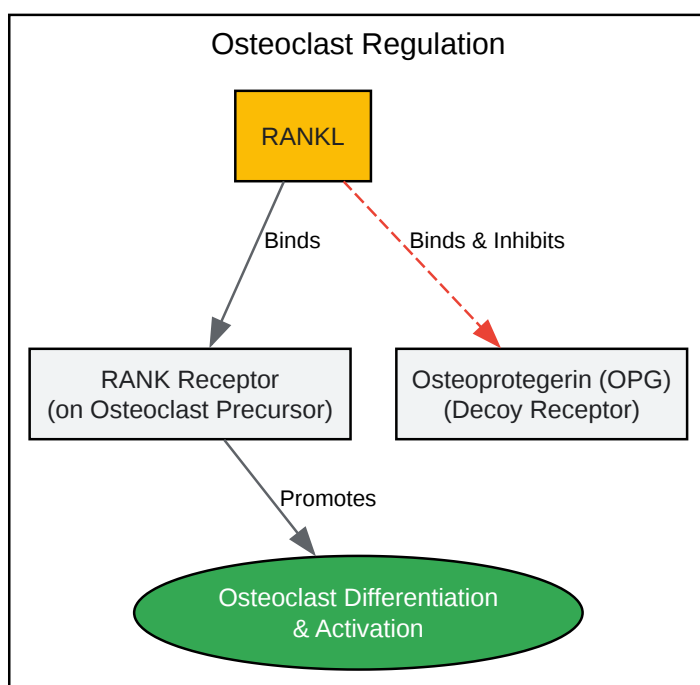 Osteoclast Regulation
RANKL
Binds
Binds & Inhibits
RANK Receptor
(on Osteoclast Precursor)
Osteoprotegerin (OPG)
(Decoy Receptor)
Promotes
Osteoclast Differentiation
& Activation